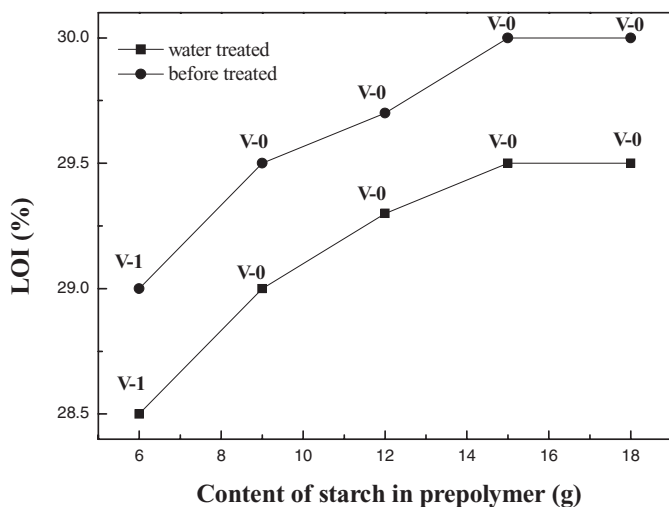 water treated
before treated
30.0
29.5
29.0
28.5
LOI (%)
V-1
V-0
V-0
V-0
V-0
V-1
V-0
V-0
V-0
V-0
6
8
10
12
14
16
18
Content of starch in prepolymer (g)